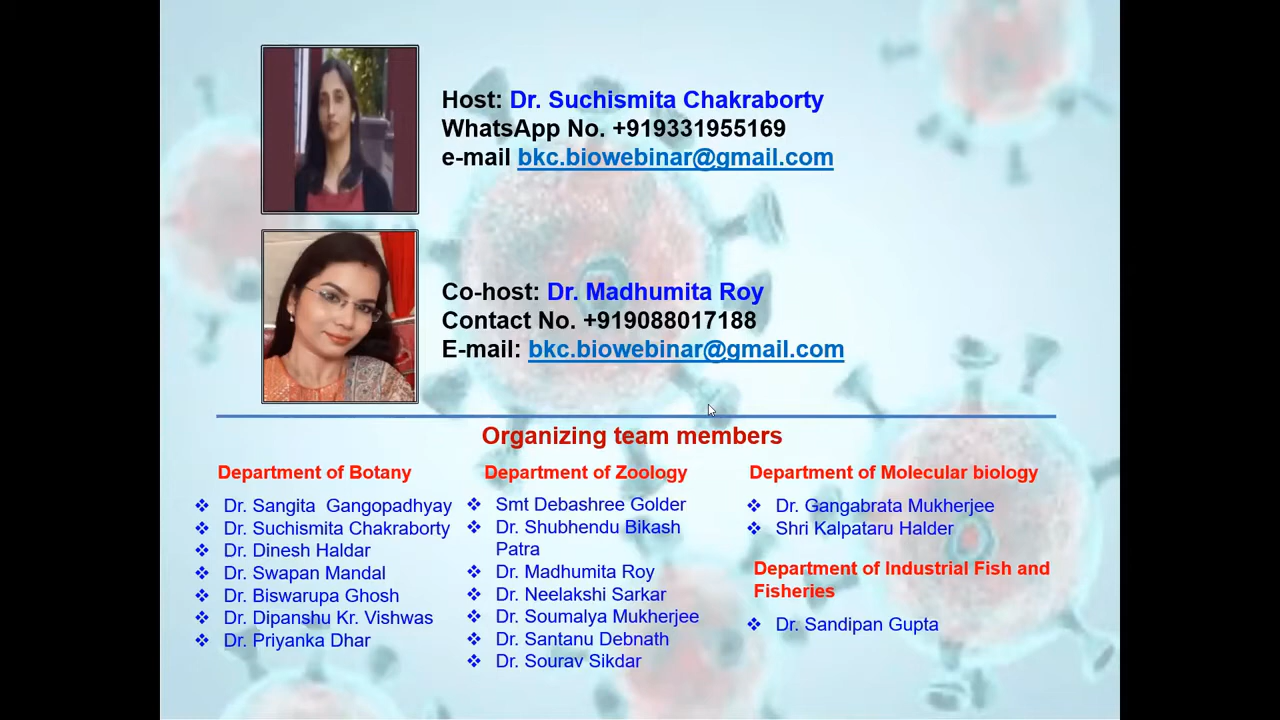 Host: Dr. Suchismita Chakraborty
WhatsApp No. +919331955169
e-mail bkc.biowebinar@gmail.com
Co-host: Dr. Madhumita Roy
Contact No. +919088017188
E-mail: bkc.biowebinar@gmail.com
Organizing team members
Department of Botany
❖ Dr. Sangita Gangopadhyay
❖ Dr. Suchismita Chakraborty
❖ Dr. Dinesh Haldar
❖ Dr. Swapan Mandal
❖ Dr. Biswarupa Ghosh
❖ Dr. Dipanshu Kr. Vishwas
❖ Dr. Priyanka Dhar
Department of Zoology
❖ Smt Debashree Golder
❖ Dr. Shubhendu Bikash
Patra
❖ Dr. Madhumita Roy
❖ Dr. Neelakshi Sarkar
❖ Dr. Soumalya Mukherjee
❖ Dr. Santanu Debnath
❖ Dr. Sourav Sikdar
Department of Molecular biology
❖ Dr. Gangabrata Mukherjee
❖ Shri Kalpataru Halder
Department of Industrial Fish and
Fisheries
❖ Dr. Sandipan Gupta